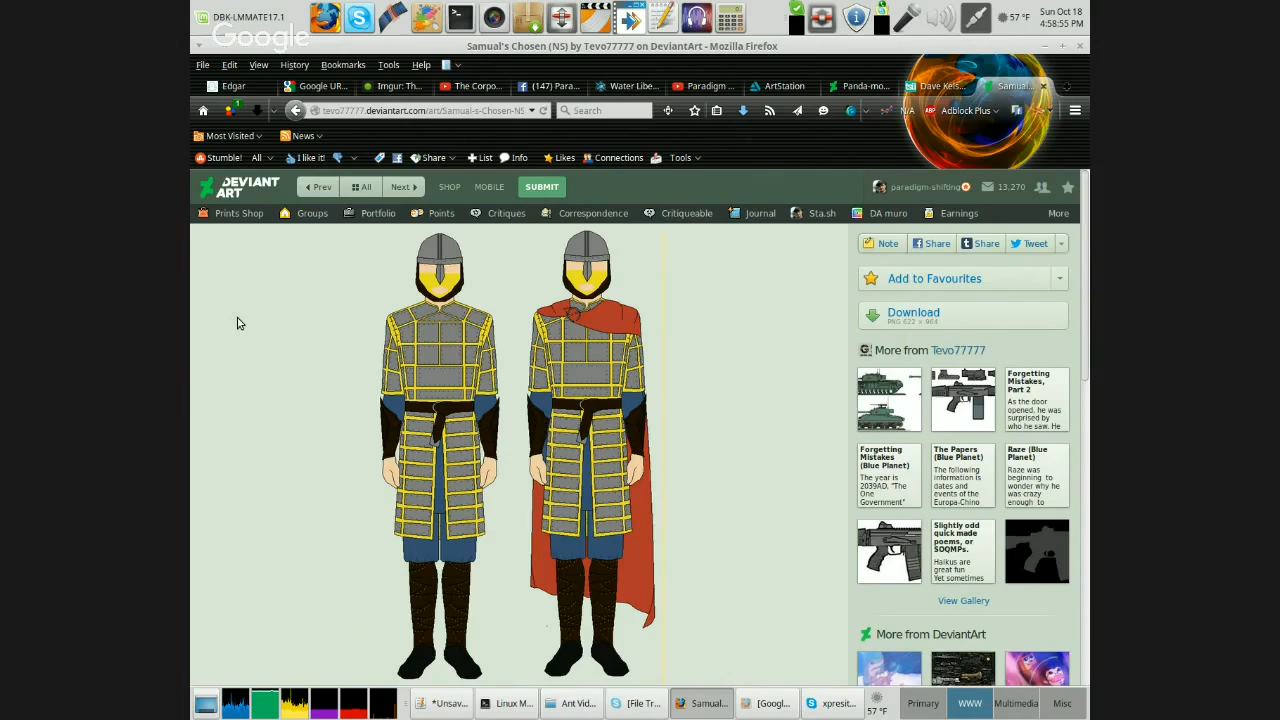 DBK-LMMATE17.1
Google
57 °F
Sun Oct 18
4:58:55 PM
Samual's Chosen (NS) by Tevo77777 on DeviantArt - Mozilla Firefox
File Edit View History Bookmarks Tools Help
Edgar
Google UR...
Imgur: Th...
The Corpo...
(147) Para...
Water Libe...
Paradigm ...
ArtStation
Panda-mo...
Dave Kels...
Samual...
1
tevo77777.deviantart.com/art/Samual-s-Chosen-NS
Search
N/A
ABP
Adblock Plus
Most Visited
News
Stumble! All I like it! Share List Info Likes Connections Tools
DEVIANT ART
Prev All Next SHOP MOBILE SUBMIT
paradigm-shifting
13,270
Prints Shop Groups Portfolio Points Critiques Correspondence Critiqueable Journal Sta.sh DA muro Earnings More
Note Share Share Tweet
Add to Favourites
Download
PNG 622 × 964
More from Tevo77777
Forgetting
Mistakes,
Part 2
As the door
opened, he was
surprised by
who he saw. He
Forgetting
Mistakes
(Blue Planet)
The year is
2039AD. "The
One
Government"
The Papers
(Blue Planet)
The following
information is
dates and
events of the
Europa-Chino
Raze (Blue
Planet)
Raze was
beginning to
wonder why he
was crazy
enough to
Slightly odd
quick made
poems, or
SOQMPs.
Haikus are
great fun
Yet sometimes
View Gallery
More from DeviantArt
*Unsav...
Linux M...
Ant Vid...
[File Tr...
Samual...
[Googl...
xpresit...
57 °F
Primary
WWW
Multimedia
Misc